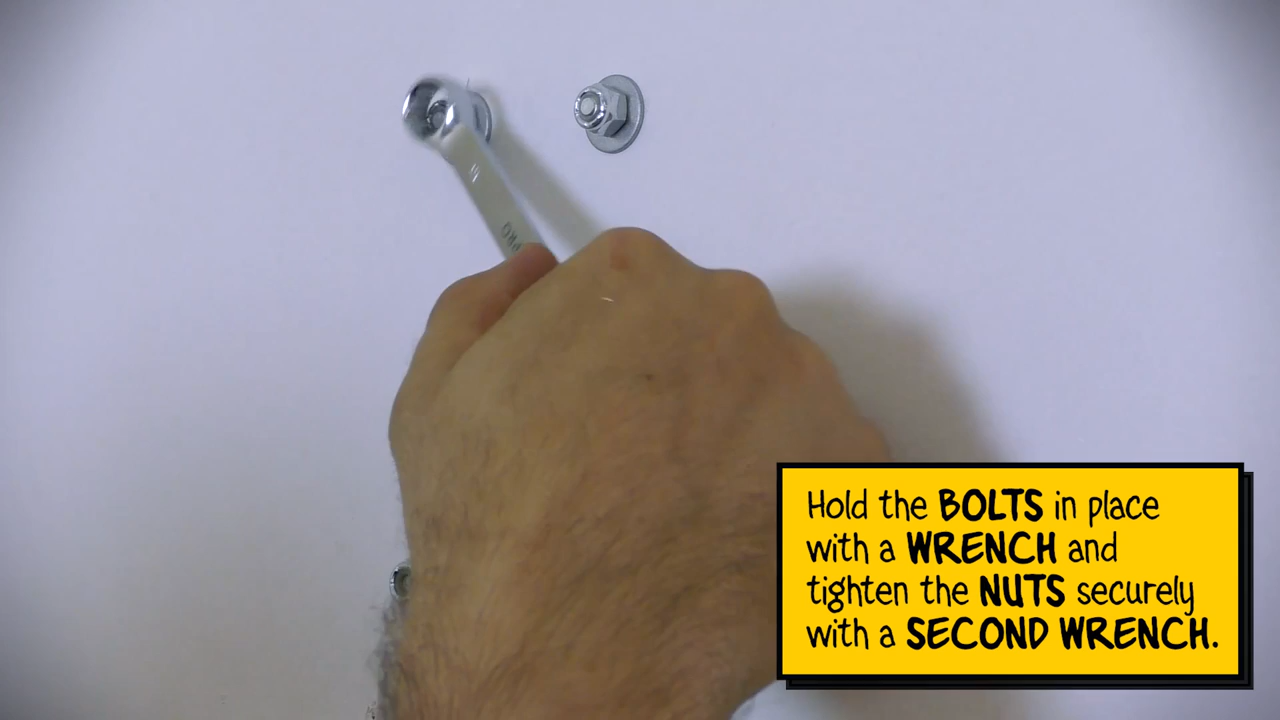 Hold the BOLTS in place
with a WRENCH and
tighten the NUTS securely
with a SECOND WRENCH.